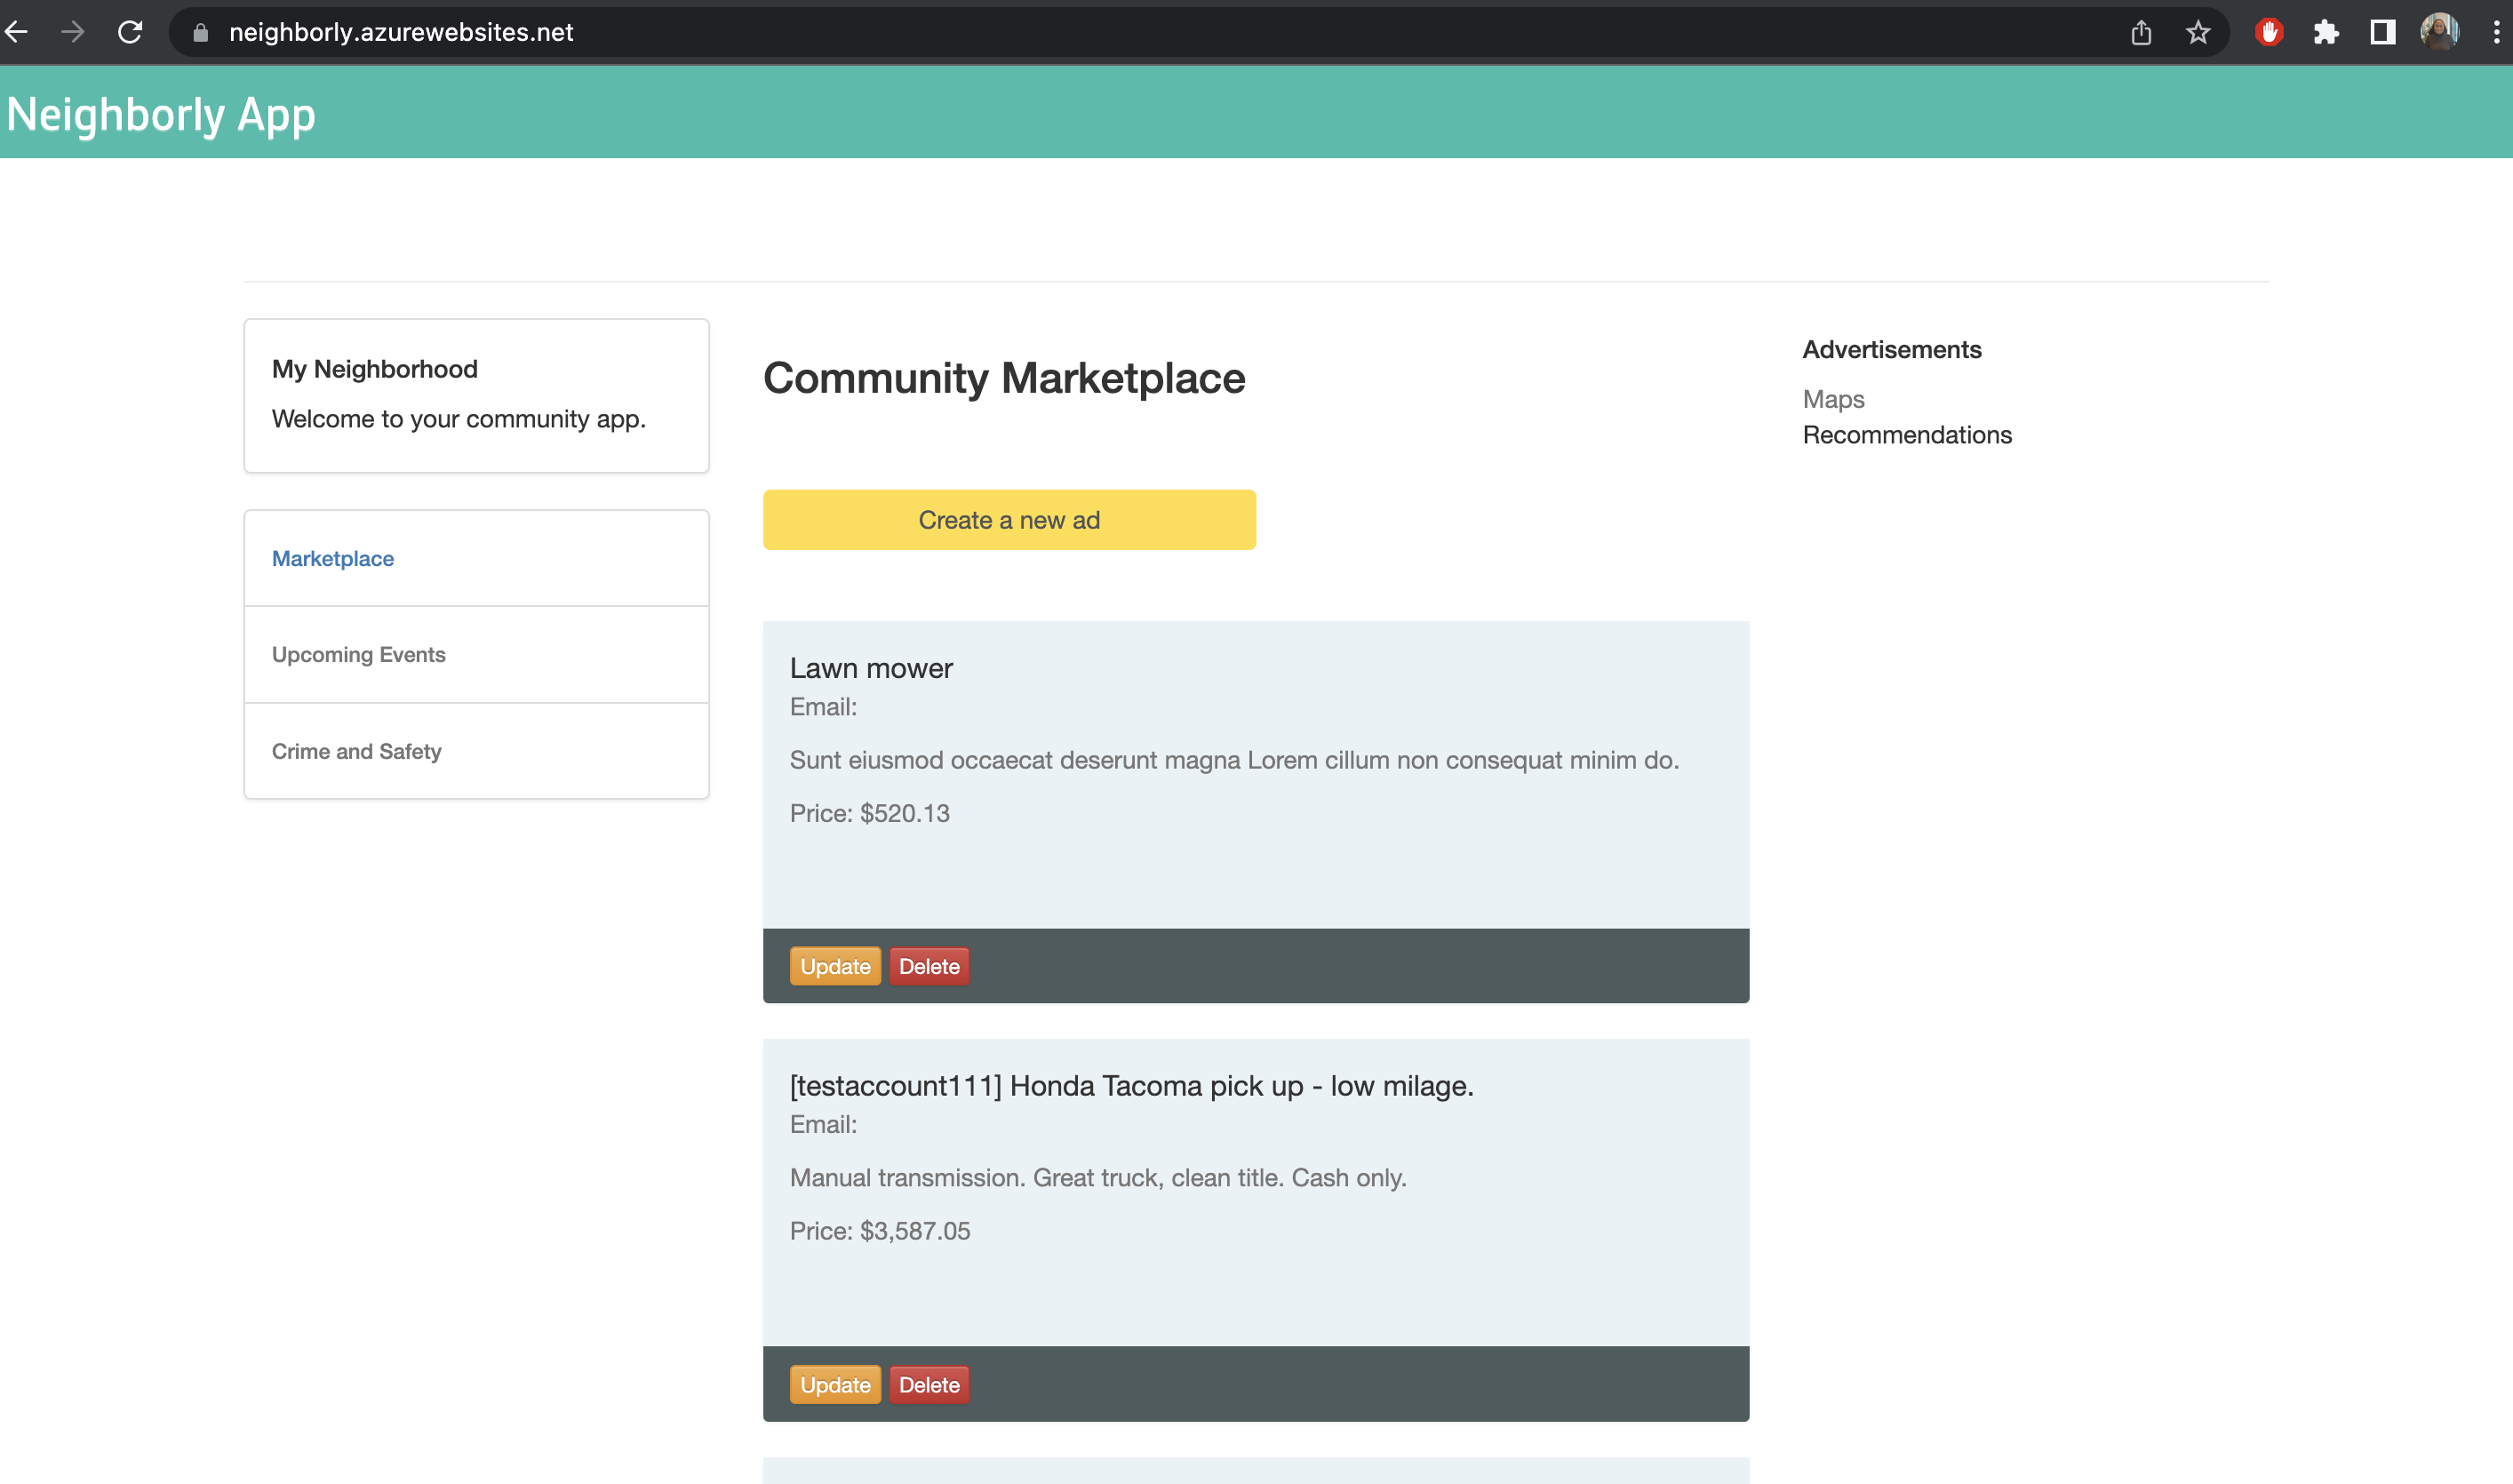 neighborly.azurewebsites.net
Neighborly App
My Neighborhood
Welcome to your community app.
Marketplace
Upcoming Events
Crime and Safety
Community Marketplace
Create a new ad
Lawn mower
Email:
Sunt eiusmod occaecat deserunt magna Lorem cillum non consequat minim do.
Price: $520.13
Update Delete
[testaccount111] Honda Tacoma pick up - low milage.
Email:
Manual transmission. Great truck, clean title. Cash only.
Price: $3,587.05
Update Delete
Advertisements
Maps
Recommendations